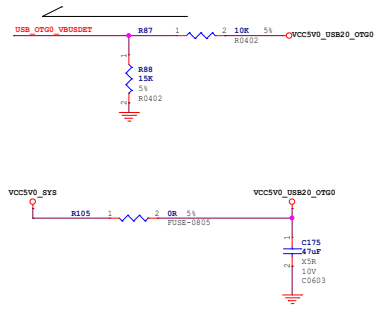 USB_OTG0_VBUSDET R87 1 2 10K 5% VCC5V0_USB20_OTG0
R0402
1
R88
15K
5%
2 R0402
VCC5V0_SYS VCC5V0_USB20_OTG0
R105 1 2 0R 5%
FUSE-0805
1 C175
47uF
2 X5R
10V
C0603